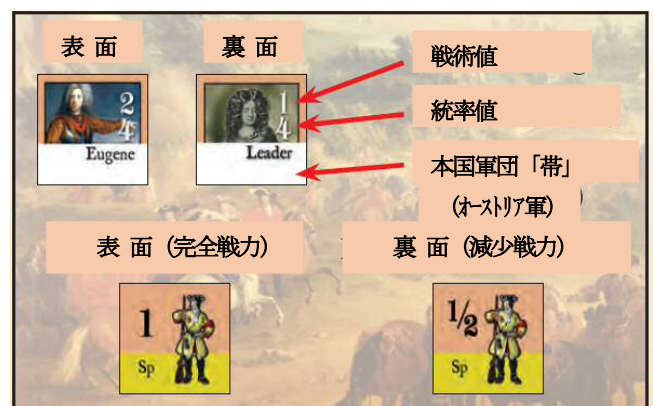 表 面
裏 面
戦術値
2
4
Eugene
1
4
Leader
統率値
本国軍団「帯」
(オーストリア軍)
表 面 (完全戦力)
裏 面 (減少戦力)
1
Sp
1/2
Sp